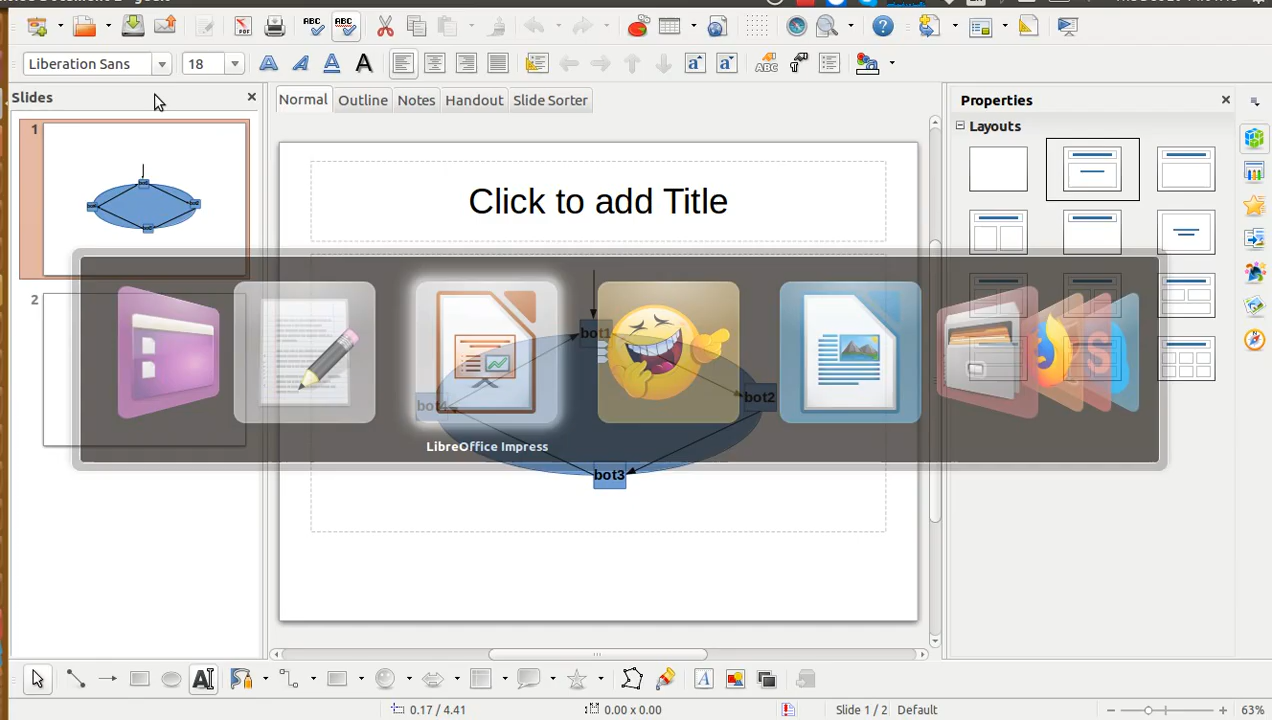 Liberation Sans
18
Slides
Normal
Outline
Notes
Handout
Slide Sorter
Properties
Layouts
1
2
Click to add Title
bot1
bot2
bot4
bot3
LibreOffice Impress
0.17 / 4.41
0.00 x 0.00
Slide 1 / 2
Default
63%